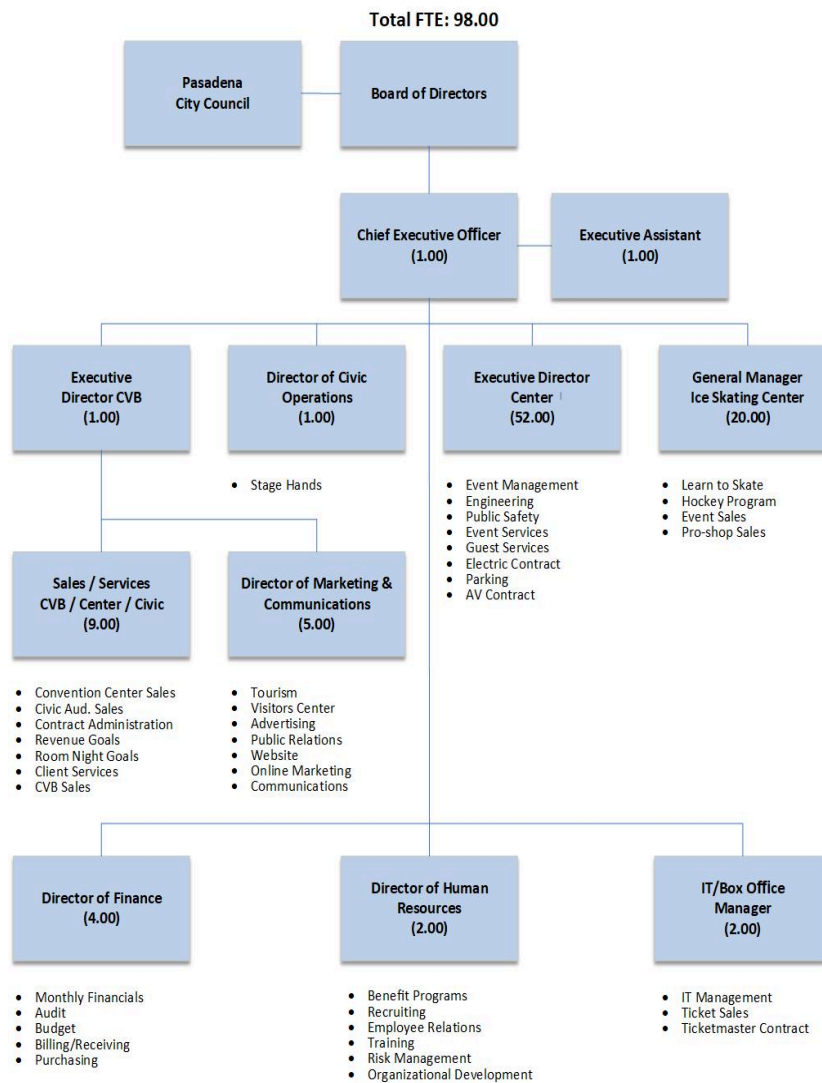 Total FTE: 98.00
Pasadena
City Council
Board of Directors
Chief Executive Officer
(1.00)
Executive Assistant
(1.00)
Executive
Director CVB
(1.00)
Director of Civic
Operations
(1.00)
Executive Director
Center
(52.00)
General Manager
Ice Skating Center
(20.00)
• Stage Hands
• Event Management
• Engineering
• Public Safety
• Event Services
• Guest Services
• Electric Contract
• Parking
• AV Contract
• Learn to Skate
• Hockey Program
• Event Sales
• Pro-shop Sales
Sales / Services
CVB / Center / Civic
(9.00)
Director of Marketing &
Communications
(5.00)
• Convention Center Sales
• Civic Aud. Sales
• Contract Administration
• Revenue Goals
• Room Night Goals
• Client Services
• CVB Sales
• Tourism
• Visitors Center
• Advertising
• Public Relations
• Website
• Online Marketing
• Communications
Director of Finance
(4.00)
Director of Human
Resources
(2.00)
IT/Box Office
Manager
(2.00)
• Monthly Financials
• Audit
• Budget
• Billing/Receiving
• Purchasing
• Benefit Programs
• Recruiting
• Employee Relations
• Training
• Risk Management
• Organizational Development
• IT Management
• Ticket Sales
• Ticketmaster Contract